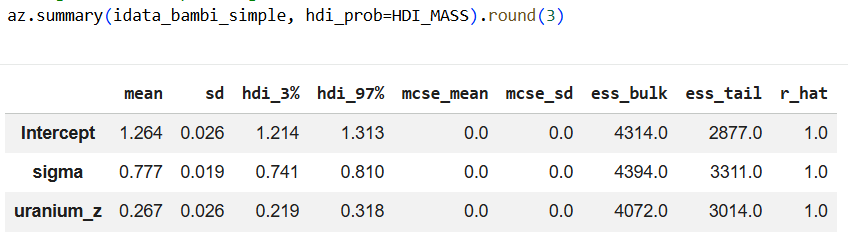 az.summary(idata_bambi_simple, hdi_prob=HDI_MASS).round(3)
mean sd hdi_3% hdi_97% mcse_mean mcse_sd ess_bulk ess_tail r_hat
Intercept 1.264 0.026 1.214 1.313 0.0 0.0 4314.0 2877.0 1.0
sigma 0.777 0.019 0.741 0.810 0.0 0.0 4394.0 3311.0 1.0
uranium_z 0.267 0.026 0.219 0.318 0.0 0.0 4072.0 3014.0 1.0